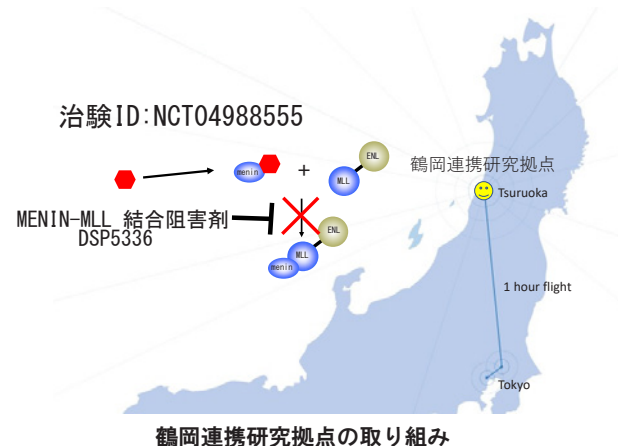 治験ID:NCT04988555
鶴岡連携研究拠点
menin
+
MLL
ENL
Tsuruoka
MENIN-MLL 結合阻害剤
DSP5336
ENL
MLL
menin
1 hour flight
Tokyo
鶴岡連携研究拠点の取り組み